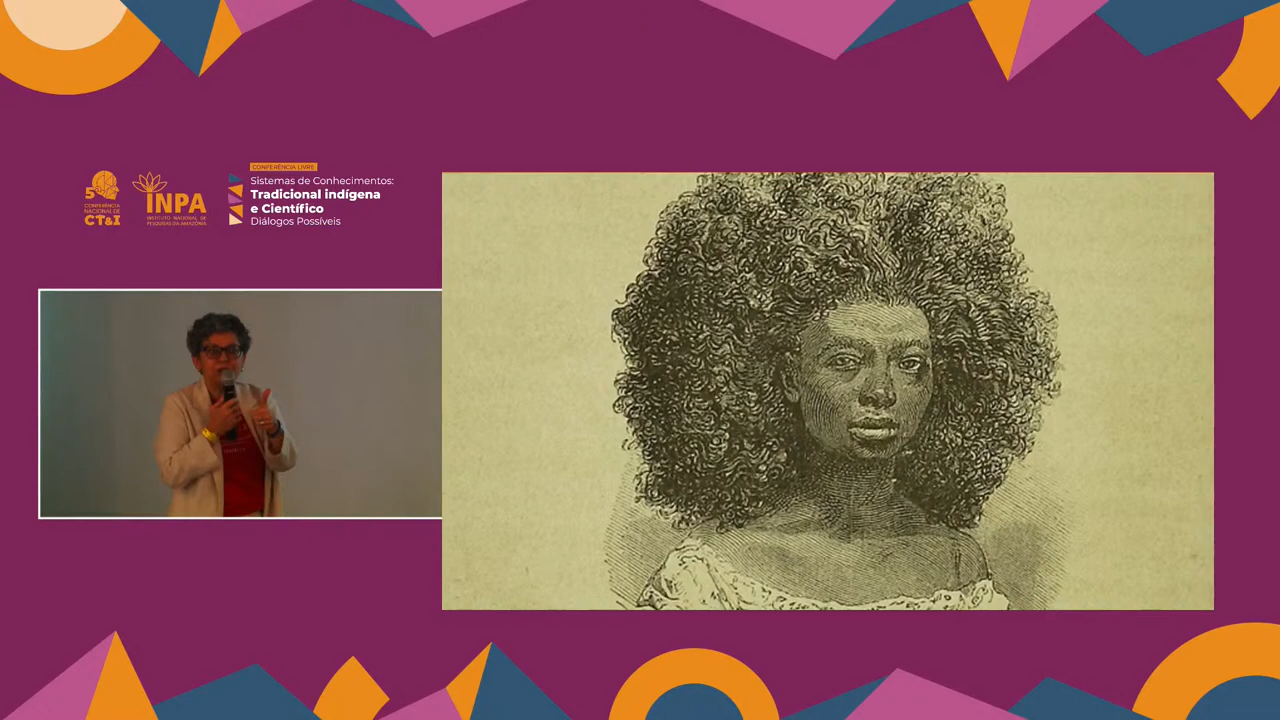 5
CONFERÊNCIA
NACIONAL DE
CT&I
INPA
INSTITUTO NACIONAL DE
PESQUISAS DA AMAZÔNIA
CONFERÊNCIA LIVRE
Sistemas de Conhecimentos:
Tradicional indígena
e Científico
Diálogos Possíveis